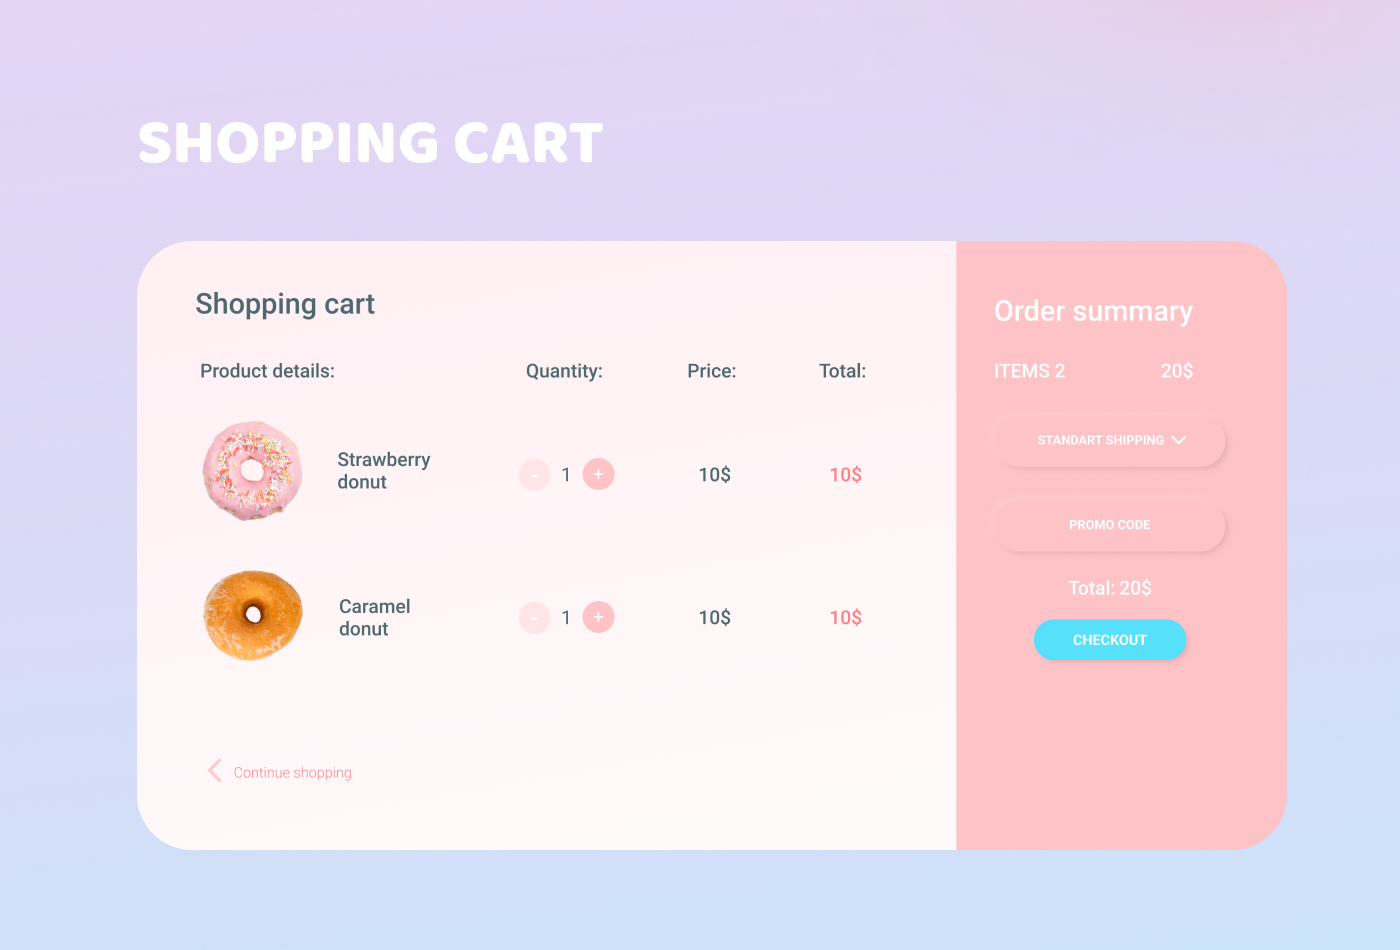 SHOPPING CART
Shopping cart
Product details:
Quantity:
Price:
Total:
Strawberry
donut
-
1
+
10$
10$
Caramel
donut
-
1
+
10$
10$
Continue shopping
Order summary
ITEMS 2
20$
STANDART SHIPPING
PROMO CODE
Total: 20$
CHECKOUT